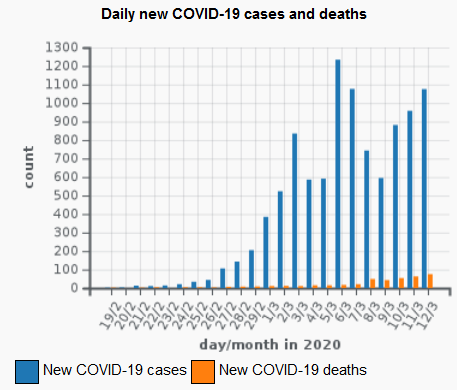 Daily new COVID-19 cases and deaths
1300
1200
1100
1000
900
800
700
600
500
400
300
200
100
0
count
19/2 20/2 21/2 22/2 23/2 24/2 25/2 26/2 27/2 28/2 29/2 1/3 2/3 3/3 4/3 5/3 6/3 7/3 8/3 9/3 10/3 11/3 12/3
day/month in 2020
New COVID-19 cases New COVID-19 deaths